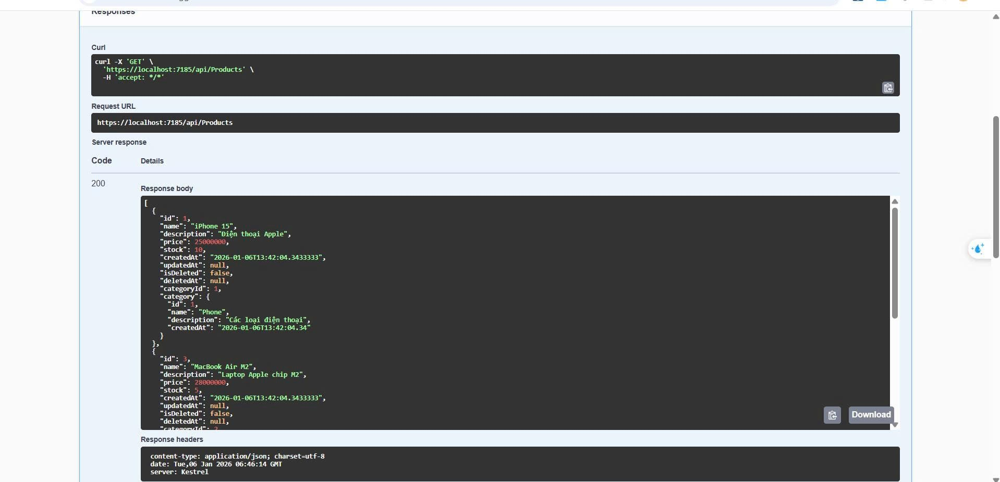 Responses
Curl
curl -X 'GET' \
'https://localhost:7185/api/Products' \
-H 'accept: */*'
Request URL
https://localhost:7185/api/Products
Server response
Code Details
200
Response body
[
{
"id": 1,
"name": "iPhone 15",
"description": "Điện thoại Apple",
"price": 25000000,
"stock": 10,
"createdAt": "2026-01-06T13:42:04.3433333",
"updatedAt": null,
"isDeleted": false,
"deletedAt": null,
"categoryId": 1,
"category": {
"id": 1,
"name": "Phone",
"description": "Các loại điện thoại",
"createdAt": "2026-01-06T13:42:04.34"
}
},
{
"id": 3,
"name": "MacBook Air M2",
"description": "Laptop Apple chip M2",
"price": 28000000,
"stock": 5,
"createdAt": "2026-01-06T13:42:04.3433333",
"updatedAt": null,
"isDeleted": false,
"deletedAt": null,
"categoryId": 2
Download
Response headers
content-type: application/json; charset=utf-8
date: Tue,06 Jan 2026 06:46:14 GMT
server: Kestrel